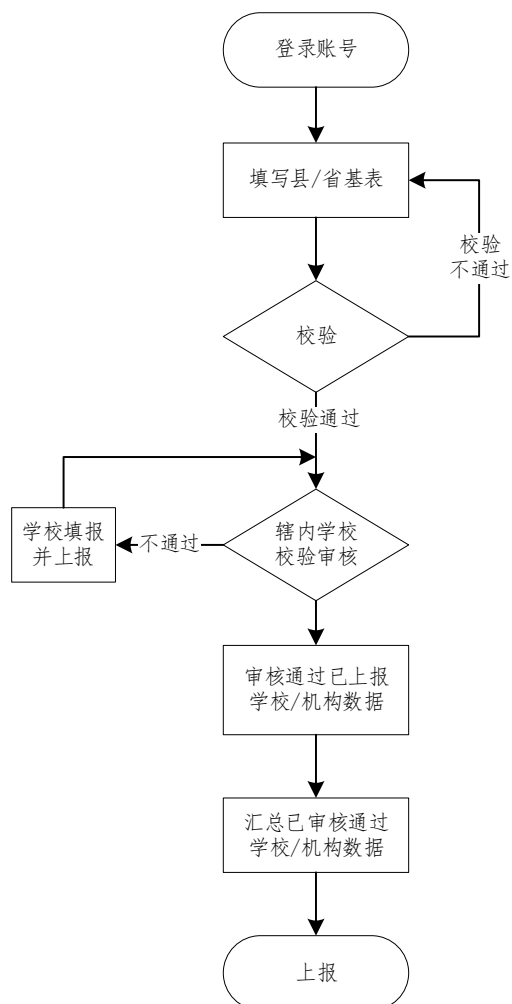 登录账号
填写县/省基表
校验
不通过
校验
校验通过
学校填报
并上报
不通过
辖内学校
校验审核
审核通过已上报
学校/机构数据
汇总已审核通过
学校/机构数据
上报